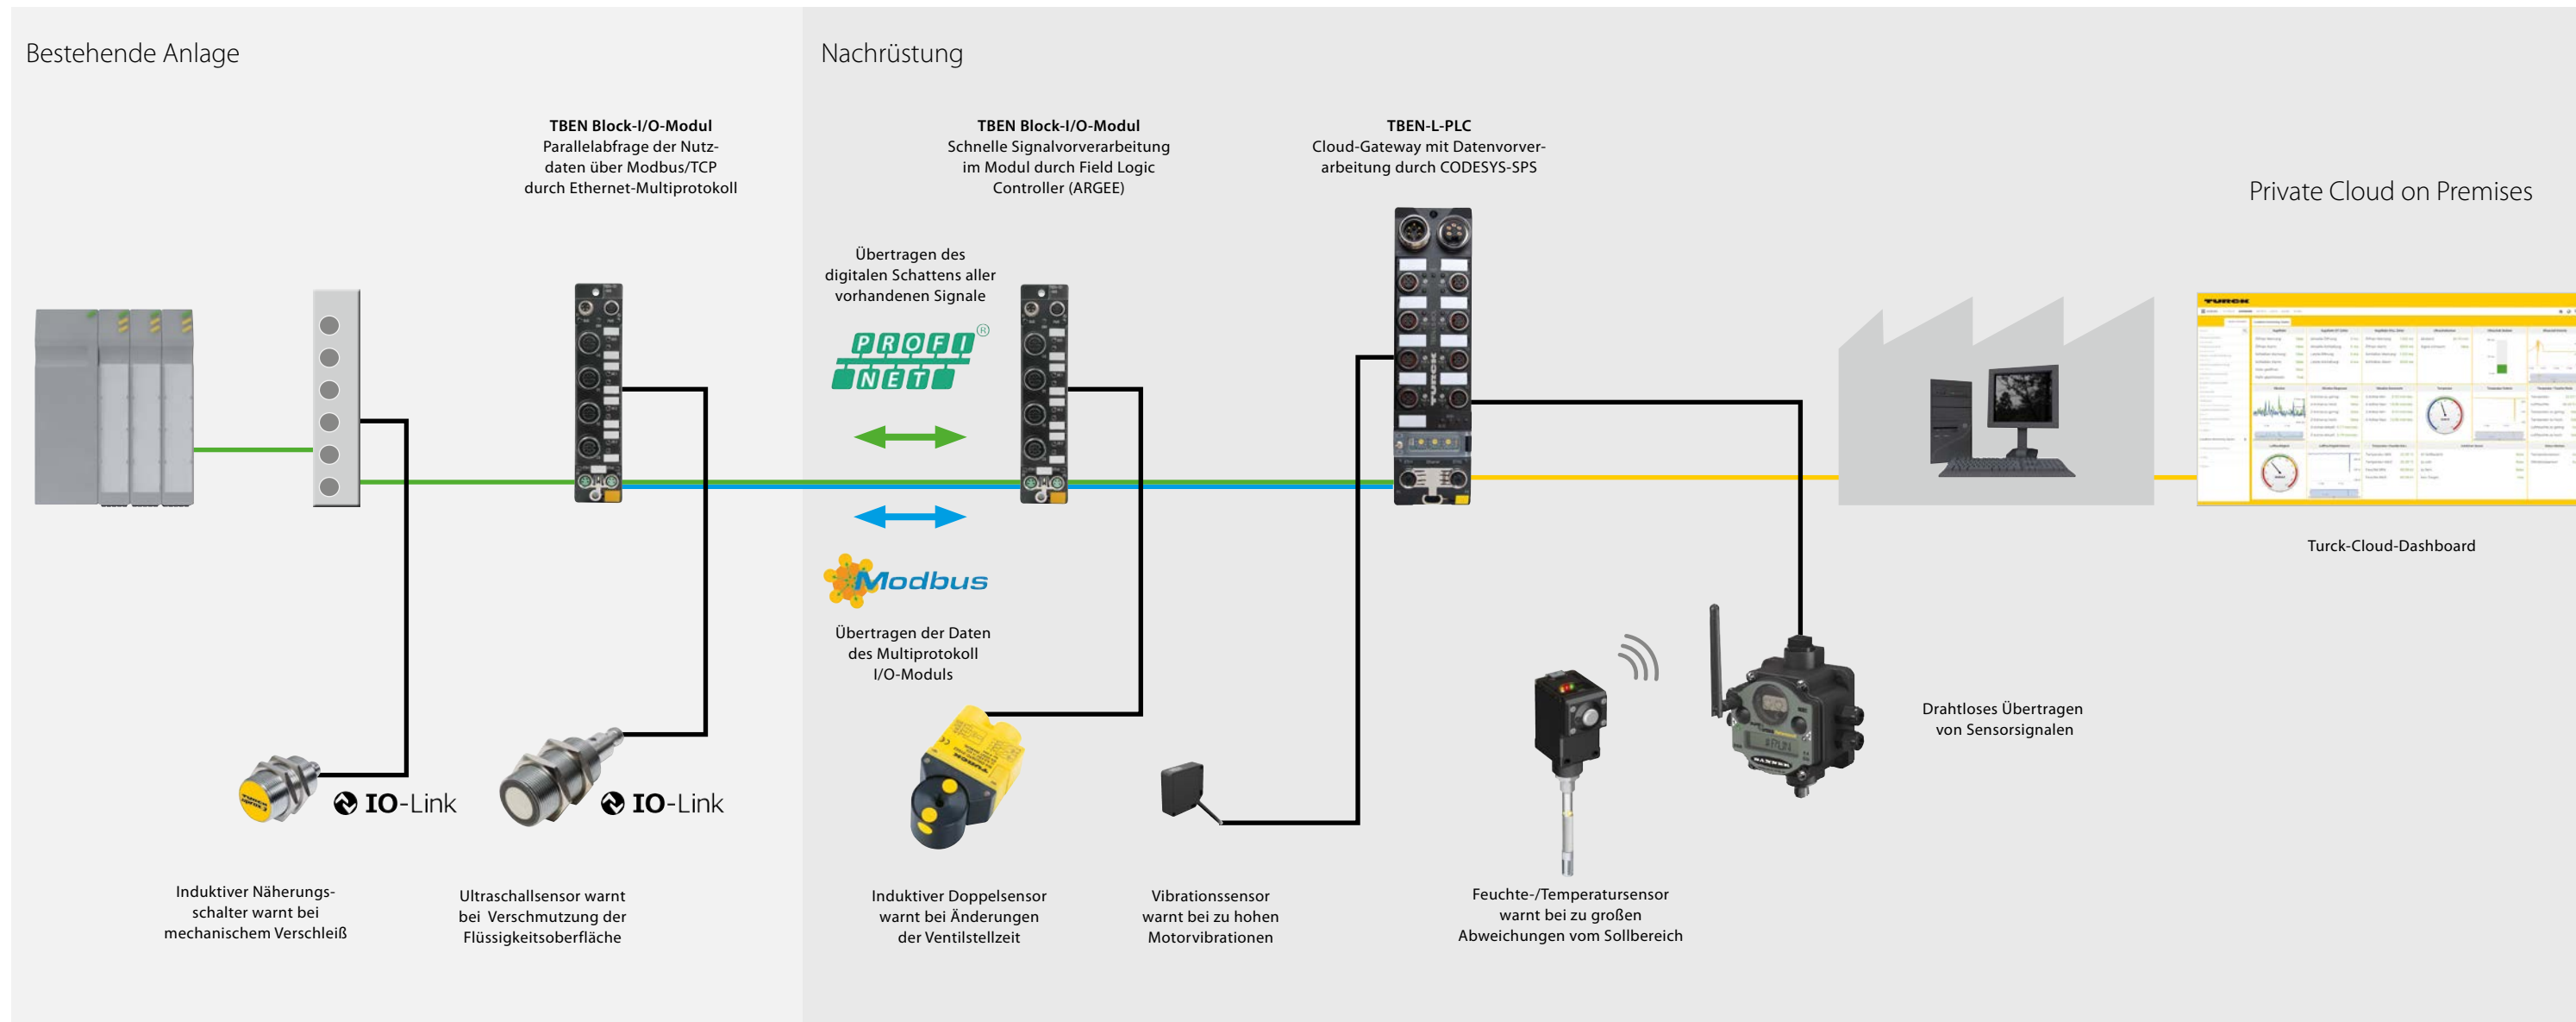 Bestehende Anlage
Nachrüstung
TBEN Block-I/O-Modul
Parallelabfrage der Nutz-
daten über Modbus/TCP
durch Ethernet-Multiprotokoll
TBEN Block-I/O-Modul
Schnelle Signalvorverarbeitung
im Modul durch Field Logic
Controller (ARGEE)
TBEN-L-PLC
Cloud-Gateway mit Datenvorver-
arbeitung durch CODESYS-SPS
Private Cloud on Premises
Übertragen des
digitalen Schattens aller
vorhandenen Signale
PROFI®
NET
Modbus
Übertragen der Daten
des Multiprotokoll
I/O-Moduls
TURCK
TURCK
Turck-Cloud-Dashboard
Drahtloses Übertragen
von Sensorsignalen
TURCK
RUN
BANNER
IO-Link
IO-Link
Induktiver Näherungs-
schalter warnt bei
mechanischem Verschleiß
Ultraschallsensor warnt
bei Verschmutzung der
Flüssigkeitsoberfläche
Induktiver Doppelsensor
warnt bei Änderungen
der Ventilstellzeit
Vibrationssensor
warnt bei zu hohen
Motorvibrationen
Feuchte-/Temperatursensor
warnt bei zu großen
Abweichungen vom Sollbereich